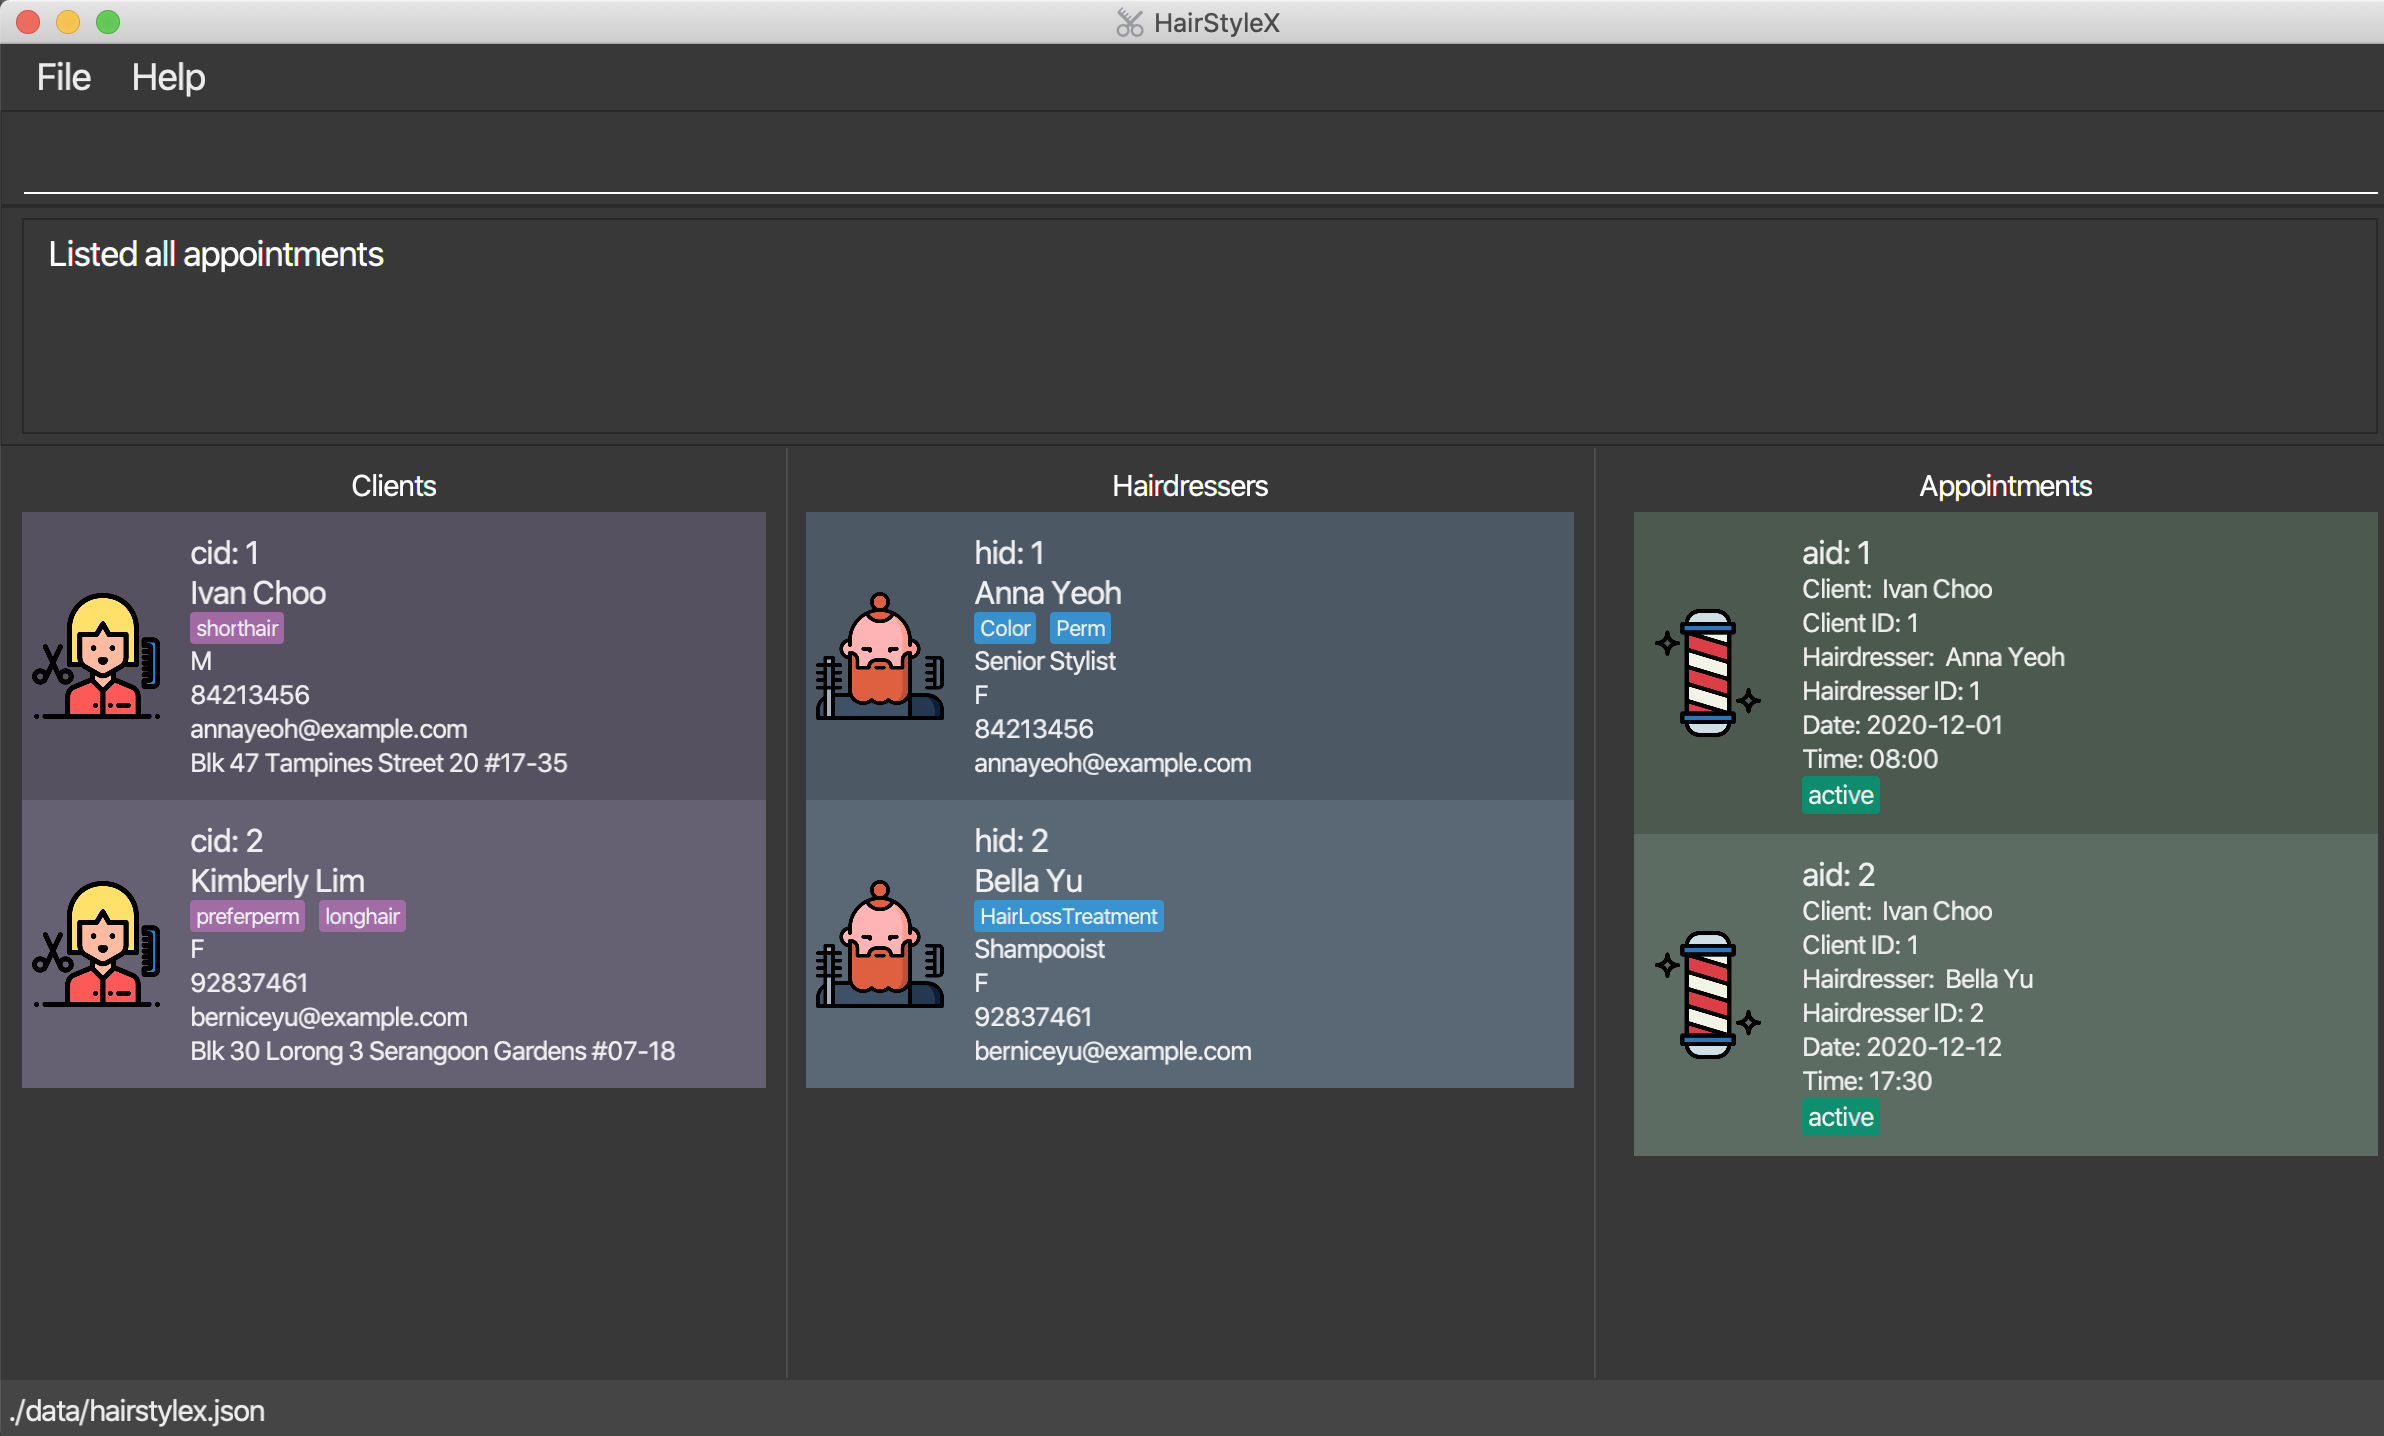 HairStyleX
File Help
Listed all appointments
Clients
cid: 1
Ivan Choo
shorthair
M
84213456
annayeoh@example.com
Blk 47 Tampines Street 20 #17-35
cid: 2
Kimberly Lim
preferperm longhair
F
92837461
berniceyu@example.com
Blk 30 Lorong 3 Serangoon Gardens #07-18
Hairdressers
hid: 1
Anna Yeoh
Color Perm
Senior Stylist
F
84213456
annayeoh@example.com
hid: 2
Bella Yu
HairLossTreatment
Shampooist
F
92837461
berniceyu@example.com
Appointments
aid: 1
Client: Ivan Choo
Client ID: 1
Hairdresser: Anna Yeoh
Hairdresser ID: 1
Date: 2020-12-01
Time: 08:00
active
aid: 2
Client: Ivan Choo
Client ID: 1
Hairdresser: Bella Yu
Hairdresser ID: 2
Date: 2020-12-12
Time: 17:30
active
./data/hairstylex.json